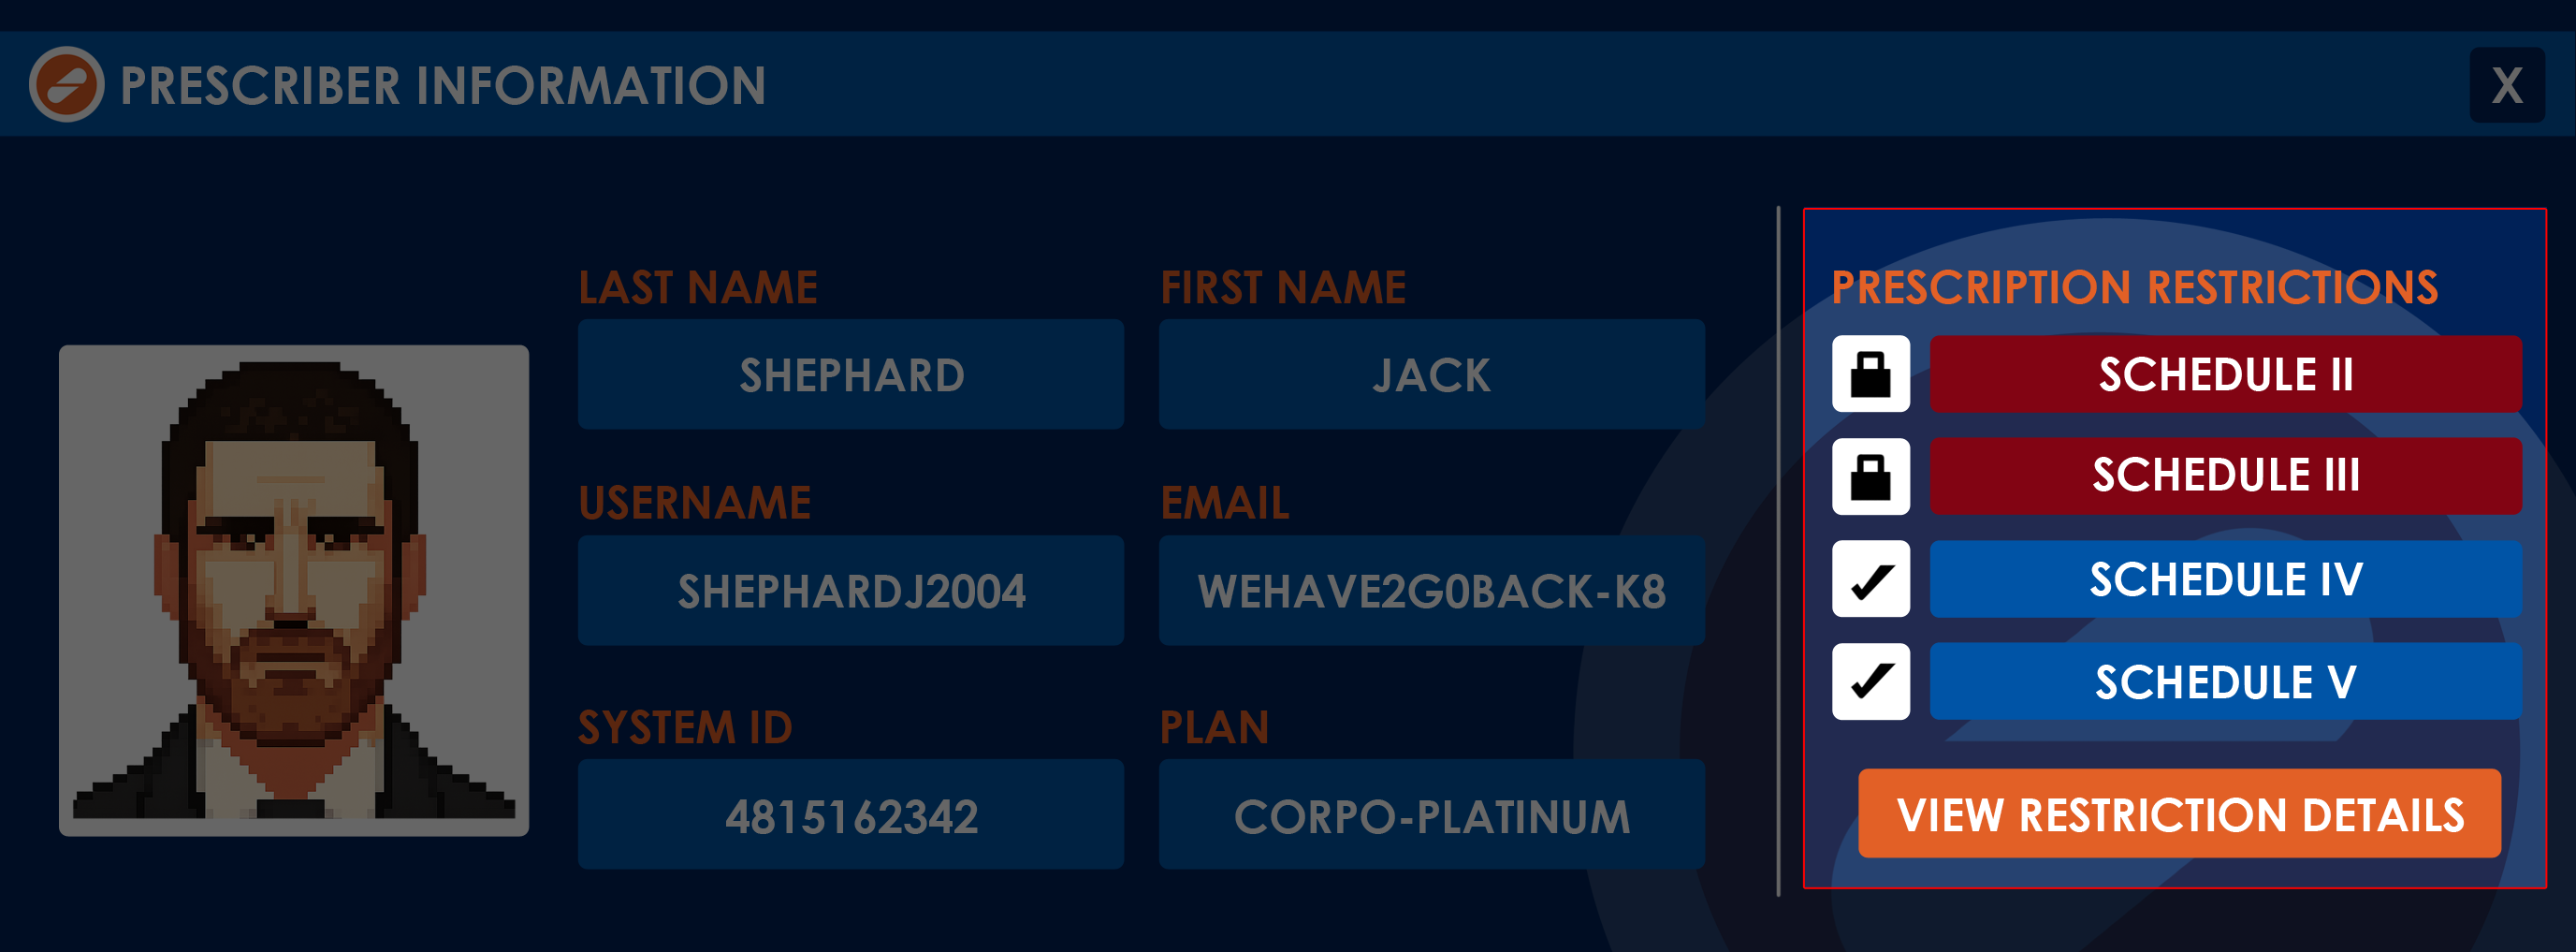 PRESCRIBER INFORMATION
X
LAST NAME
FIRST NAME
SHEPHARD
JACK
USERNAME
EMAIL
SHEPHARDJ2004
WEHAVE2G0BACK-K8
SYSTEM ID
PLAN
4815162342
CORPO-PLATINUM
PRESCRIPTION RESTRICTIONS
SCHEDULE II
SCHEDULE III
SCHEDULE IV
SCHEDULE V
VIEW RESTRICTION DETAILS